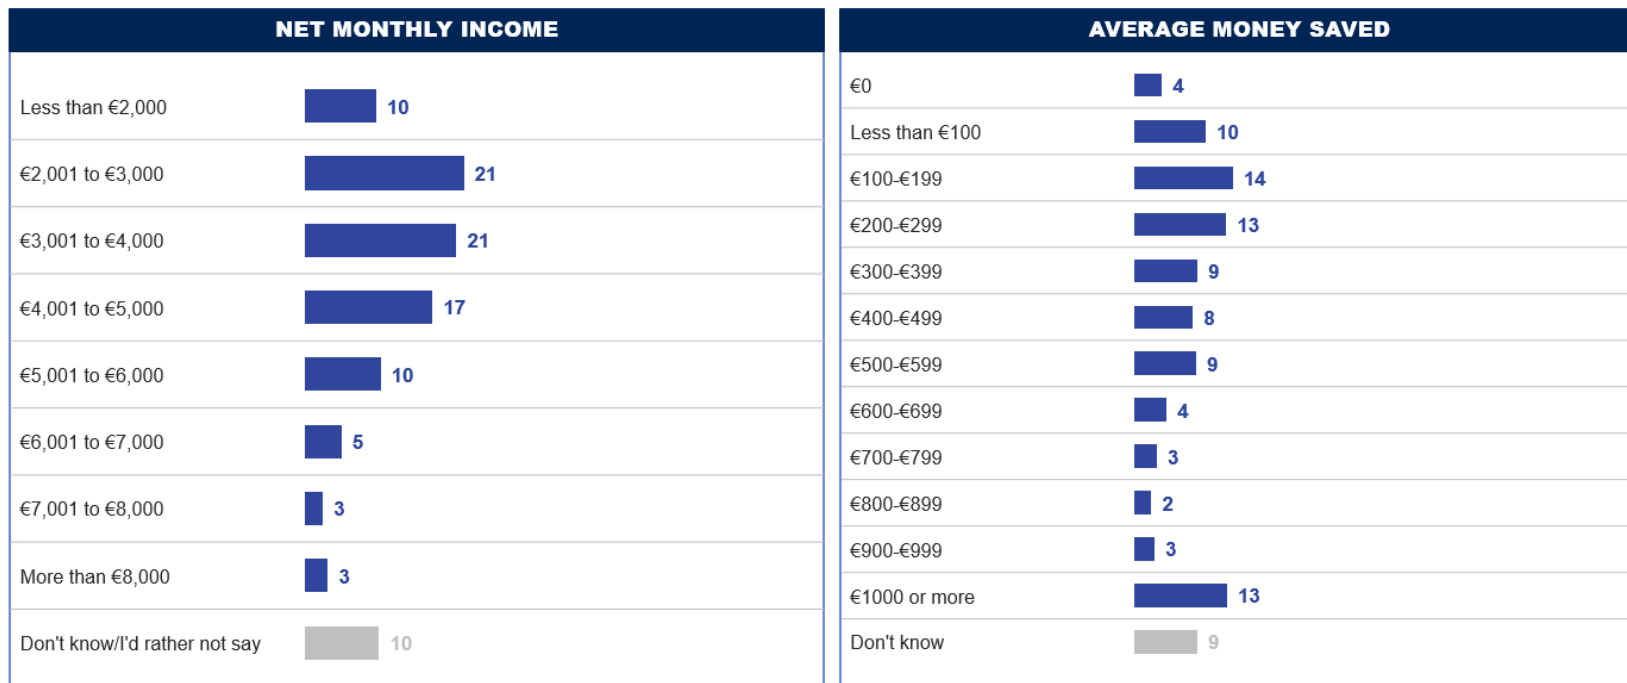 NET MONTHLY INCOME
Less than €2,000 10
€2,001 to €3,000 21
€3,001 to €4,000 21
€4,001 to €5,000 17
€5,001 to €6,000 10
€6,001 to €7,000 5
€7,001 to €8,000 3
More than €8,000 3
Don't know/I'd rather not say 10
AVERAGE MONEY SAVED
€0 4
Less than €100 10
€100-€199 14
€200-€299 13
€300-€399 9
€400-€499 8
€500-€599 9
€600-€699 4
€700-€799 3
€800-€899 2
€900-€999 3
€1000 or more 13
Don't know 9